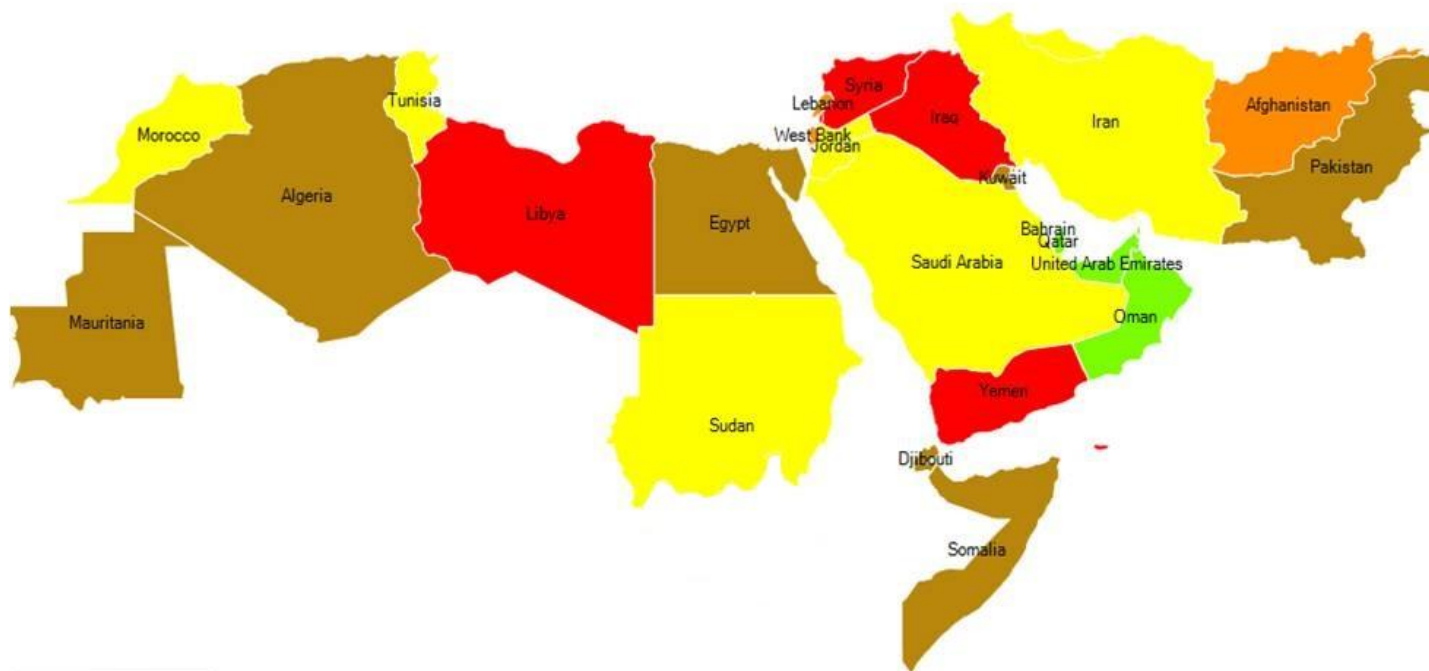 Syria
Tunisia
Lebanon
Afghanistan
Morocco
West Bank
Iraq
Iran
Jordan
Pakistan
Kuwait
Algeria
Libya
Egypt
Bahrain
Qatar
Saudi Arabia
United Arab Emirates
Mauritania
Oman
Yemen
Sudan
Djibouti
Somalia